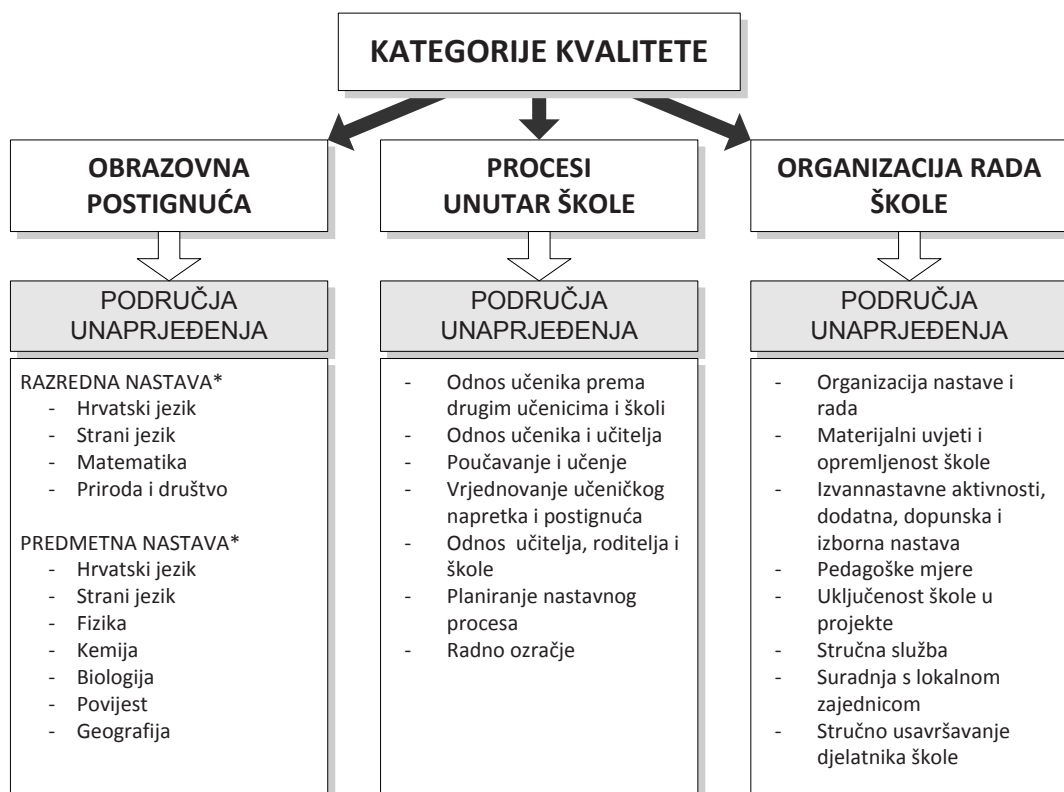 KATEGORIJE KVALITETE
OBRAZOVNA
POSTIGNUĆA
PODRUČJA
UNAPRJEĐENJA
RAZREDNA NASTAVA*
- Hrvatski jezik
- Strani jezik
- Matematika
- Priroda i društvo
PREDMETNA NASTAVA*
- Hrvatski jezik
- Strani jezik
- Fizika
- Kemija
- Biologija
- Povijest
- Geografija
PROCESI
UNUTAR ŠKOLE
PODRUČJA
UNAPRJEĐENJA
- Odnos učenika prema
drugim učenicima i školi
- Odnos učenika i učitelja
- Poučavanje i učenje
- Vrjednovanje učeničkog
napretka i postignuća
- Odnos učitelja, roditelja i
škole
- Planiranje nastavnog
procesa
- Radno ozračje
ORGANIZACIJA RADA
ŠKOLE
PODRUČJA
UNAPRJEĐENJA
- Organizacija nastave i
rada
- Materijalni uvjeti i
opremljenost škole
- Izvannastavne aktivnosti,
dodatna, dopunska i
izborna nastava
- Pedagoške mjere
- Uključenost škole u
projekte
- Stručna služba
- Suradnja s lokalnom
zajednicom
- Stručno usavršavanje
djelatnika škole